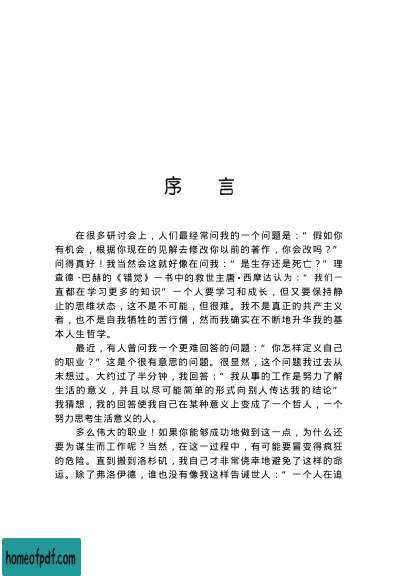 序 言
在很多研讨会上，人们最经常问我的一个问题是：“假如你
有机会，根据你现在的见解去修改你以前的著作，你会改吗？”
问得真好！我当然会这就好像在问我：“是生存还是死亡？”理
查德·巴赫的《错觉》一书中的救世主唐·西摩达认为：“我们一
直都在学习更多的知识”一个人要学习和成长，但又要保持静
止的思维状态，这不是不可能，但很难。我不是真正的共产主义
者，也不是自我牺牲的苦行僧，然而我确实在不断地升华我的基
本人生哲学。
最近，有人曾问我一个更难回答的问题：“你怎样定义自己
的职业？”这是个很有意思的问题。很显然，这个问题我过去从
未想过。大约过了半分钟，我回答：“我从事的工作是努力了解
生活的意义，并且以尽可能简单的形式向别人传达我的结论”
我猜想，我的回答使我自己在某种意义上变成了一个哲人，一个
努力思考生活意义的人。
多么伟大的职业！如果你能够成功地做到这一点，为什么还
要为谋生而工作呢？当然，在这一过程中，有可能要冒变得疯狂
的危险。直到搬到洛杉矶，我自己才非常侥幸地避免了这样的命
运。除了弗洛伊德，谁也没有像我这样告诫世人：“一个人在追
homeofpdf.com